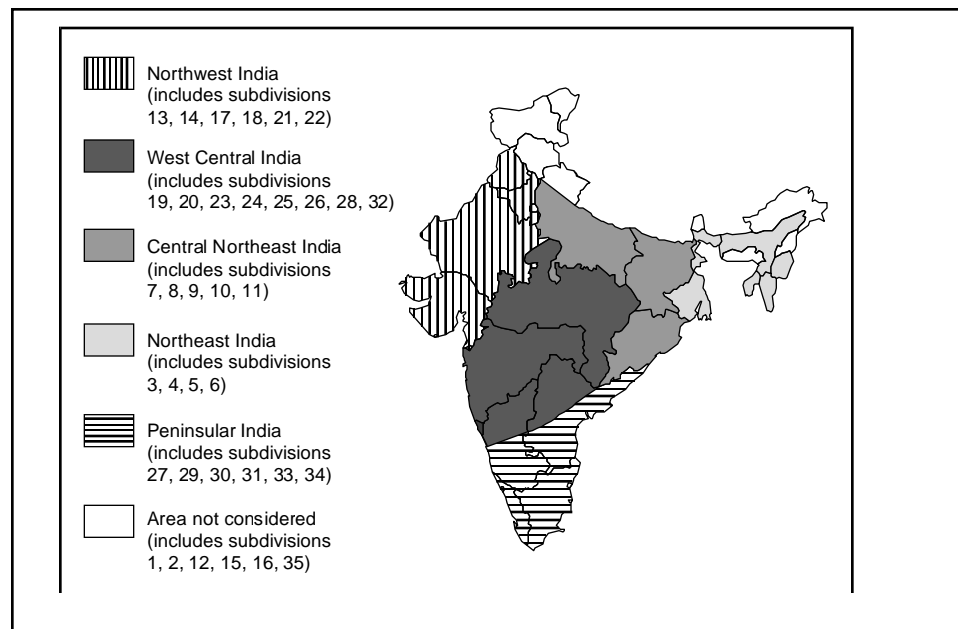 Northwest India
(includes subdivisions
13, 14, 17, 18, 21, 22)
West Central India
(includes subdivisions
19, 20, 23, 24, 25, 26, 28, 32)
Central Northeast India
(includes subdivisions
7, 8, 9, 10, 11)
Northeast India
(includes subdivisions
3, 4, 5, 6)
Peninsular India
(includes subdivisions
27, 29, 30, 31, 33, 34)
Area not considered
(includes subdivisions
1, 2, 12, 15, 16, 35)